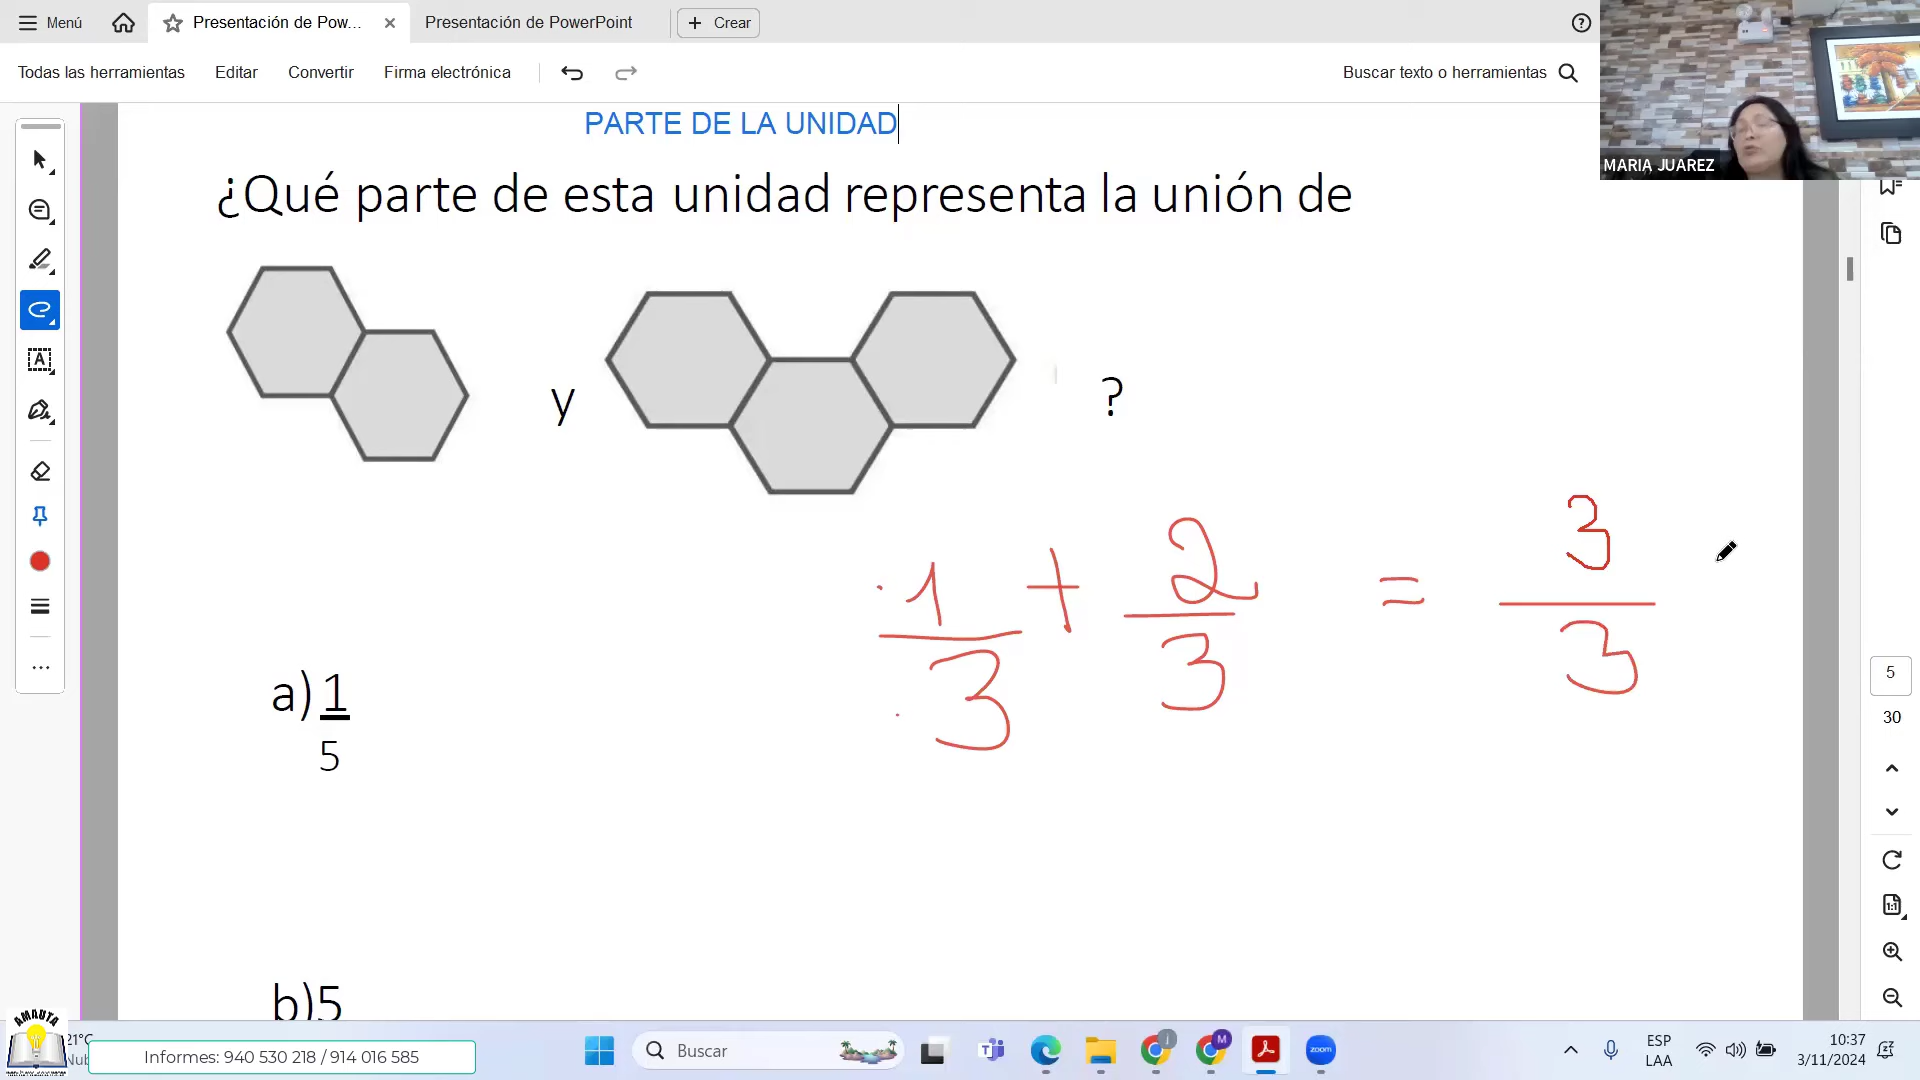 Menú
Presentación de Pow...
Presentación de PowerPoint
Crear
Todas las herramientas
Editar
Convertir
Firma electrónica
Buscar texto o herramientas
PARTE DE LA UNIDAD
MARIA JUAREZ
¿Qué parte de esta unidad representa la unión de
y
?
1/3 + 2/3 = 3/3
a) 1
5
b)5
5
30
AMAUTA
21°C
Informes: 940 530 218 / 914 016 585
Buscar
zoom
ESP
LAA
10:37
3/11/2024